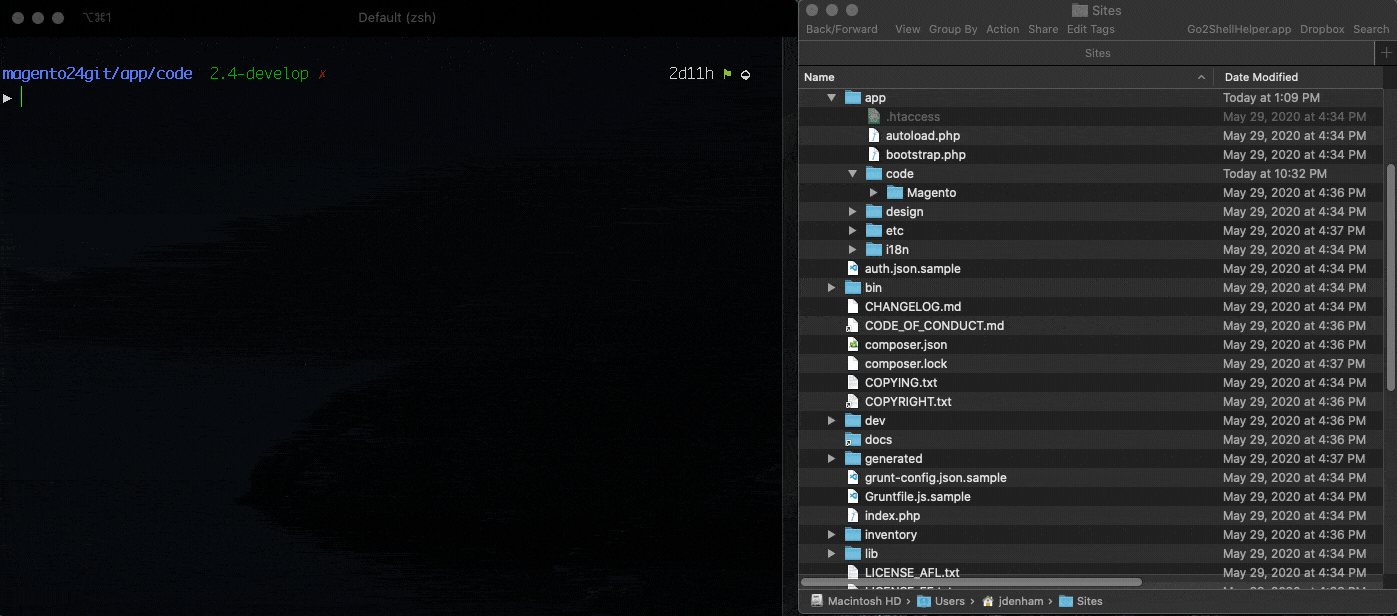 ⌥⌘1 Default (zsh)
magento24git/app/code 2.4-develop ✗ 2d11h
Sites
Back/Forward View Group By Action Share Edit Tags Go2ShellHelper.app Dropbox Search
Sites
Name Date Modified
app Today at 1:09 PM
.htaccess May 29, 2020 at 4:34 PM
autoload.php May 29, 2020 at 4:34 PM
bootstrap.php May 29, 2020 at 4:34 PM
code Today at 10:32 PM
Magento May 29, 2020 at 4:36 PM
design May 29, 2020 at 4:34 PM
etc May 29, 2020 at 4:37 PM
i18n May 29, 2020 at 4:34 PM
auth.json.sample May 29, 2020 at 4:34 PM
bin May 29, 2020 at 4:34 PM
CHANGELOG.md May 29, 2020 at 4:34 PM
CODE_OF_CONDUCT.md May 29, 2020 at 4:36 PM
composer.json May 29, 2020 at 4:36 PM
composer.lock May 29, 2020 at 4:37 PM
COPYING.txt May 29, 2020 at 4:34 PM
COPYRIGHT.txt May 29, 2020 at 4:36 PM
dev May 29, 2020 at 4:34 PM
docs May 29, 2020 at 4:36 PM
generated May 29, 2020 at 4:37 PM
grunt-config.json.sample May 29, 2020 at 4:34 PM
Gruntfile.js.sample May 29, 2020 at 4:34 PM
index.php May 29, 2020 at 4:34 PM
inventory May 29, 2020 at 4:36 PM
lib May 29, 2020 at 4:34 PM
LICENSE_AFL.txt May 29, 2020 at 4:34 PM
Macintosh HD › Users › jdenham › Sites